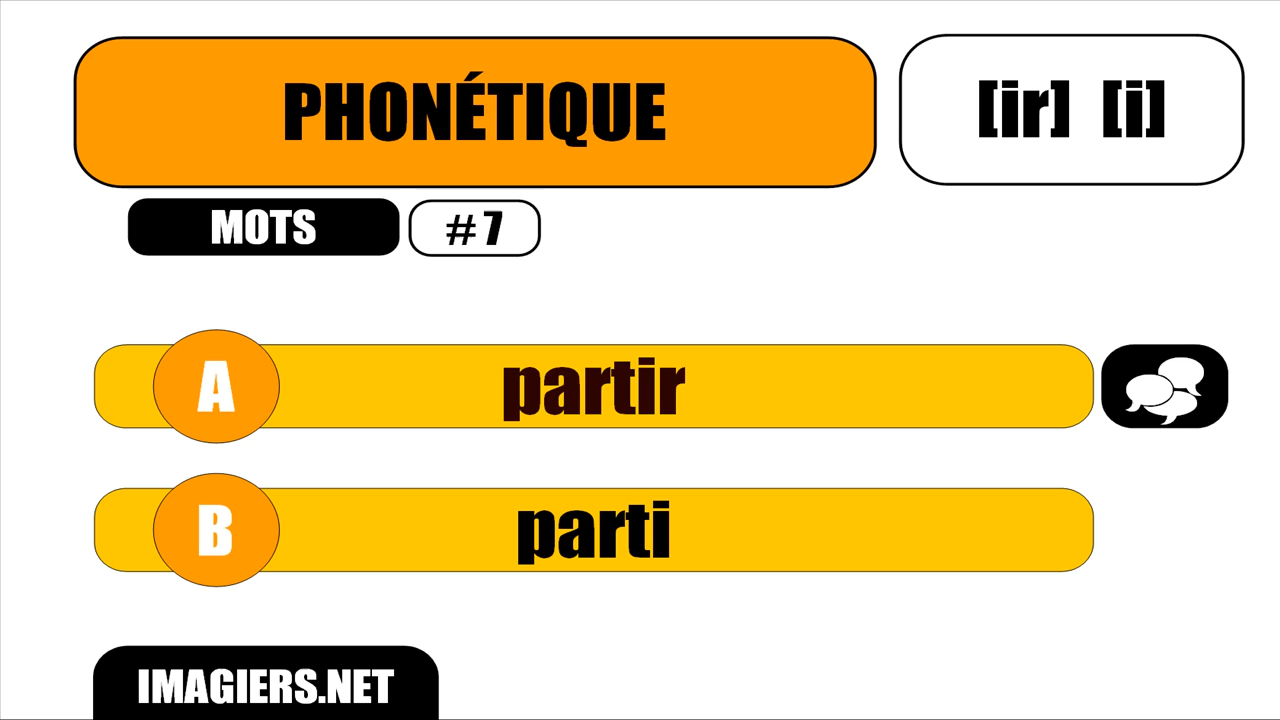 PHONÉTIQUE
[ir] [i]
MOTS
#7
A
partir
B
parti
IMAGIERS.NET